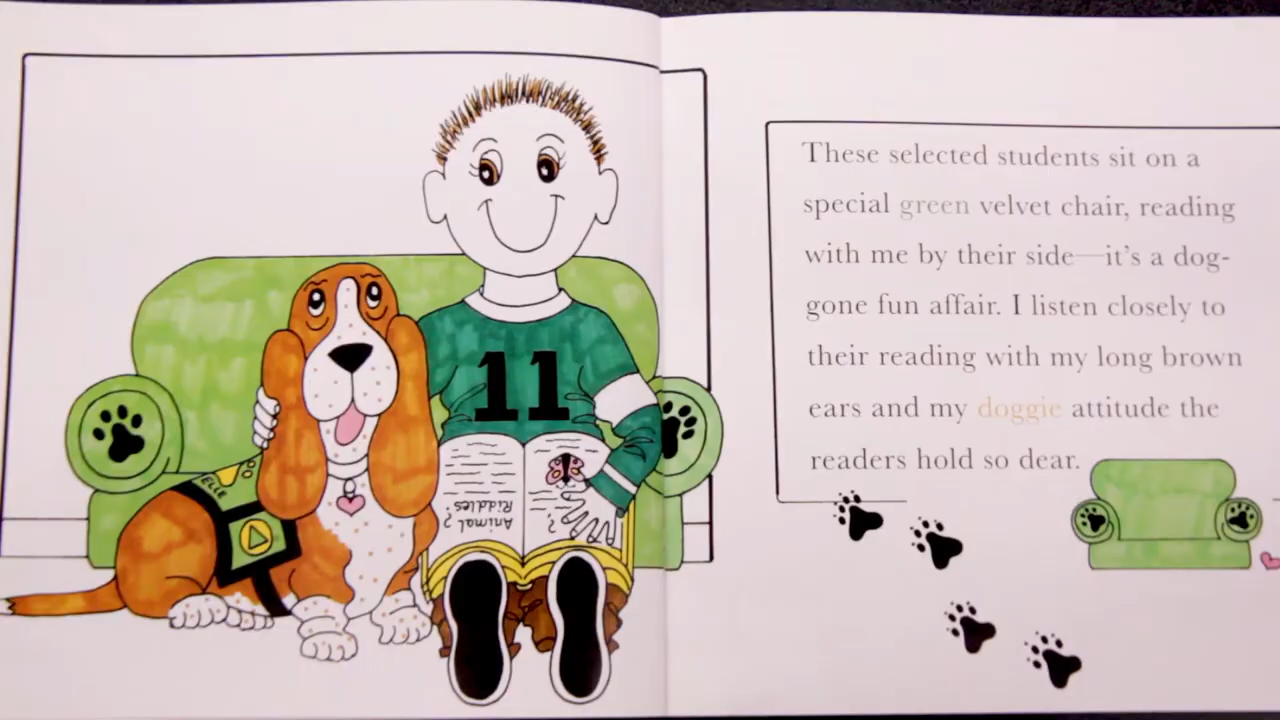 ELLE
11
Animal
Riddles?
?
?
These selected students sit on a
special green velvet chair, reading
with me by their side—it's a dog-
gone fun affair. I listen closely to
their reading with my long brown
ears and my doggie attitude the
readers hold so dear.